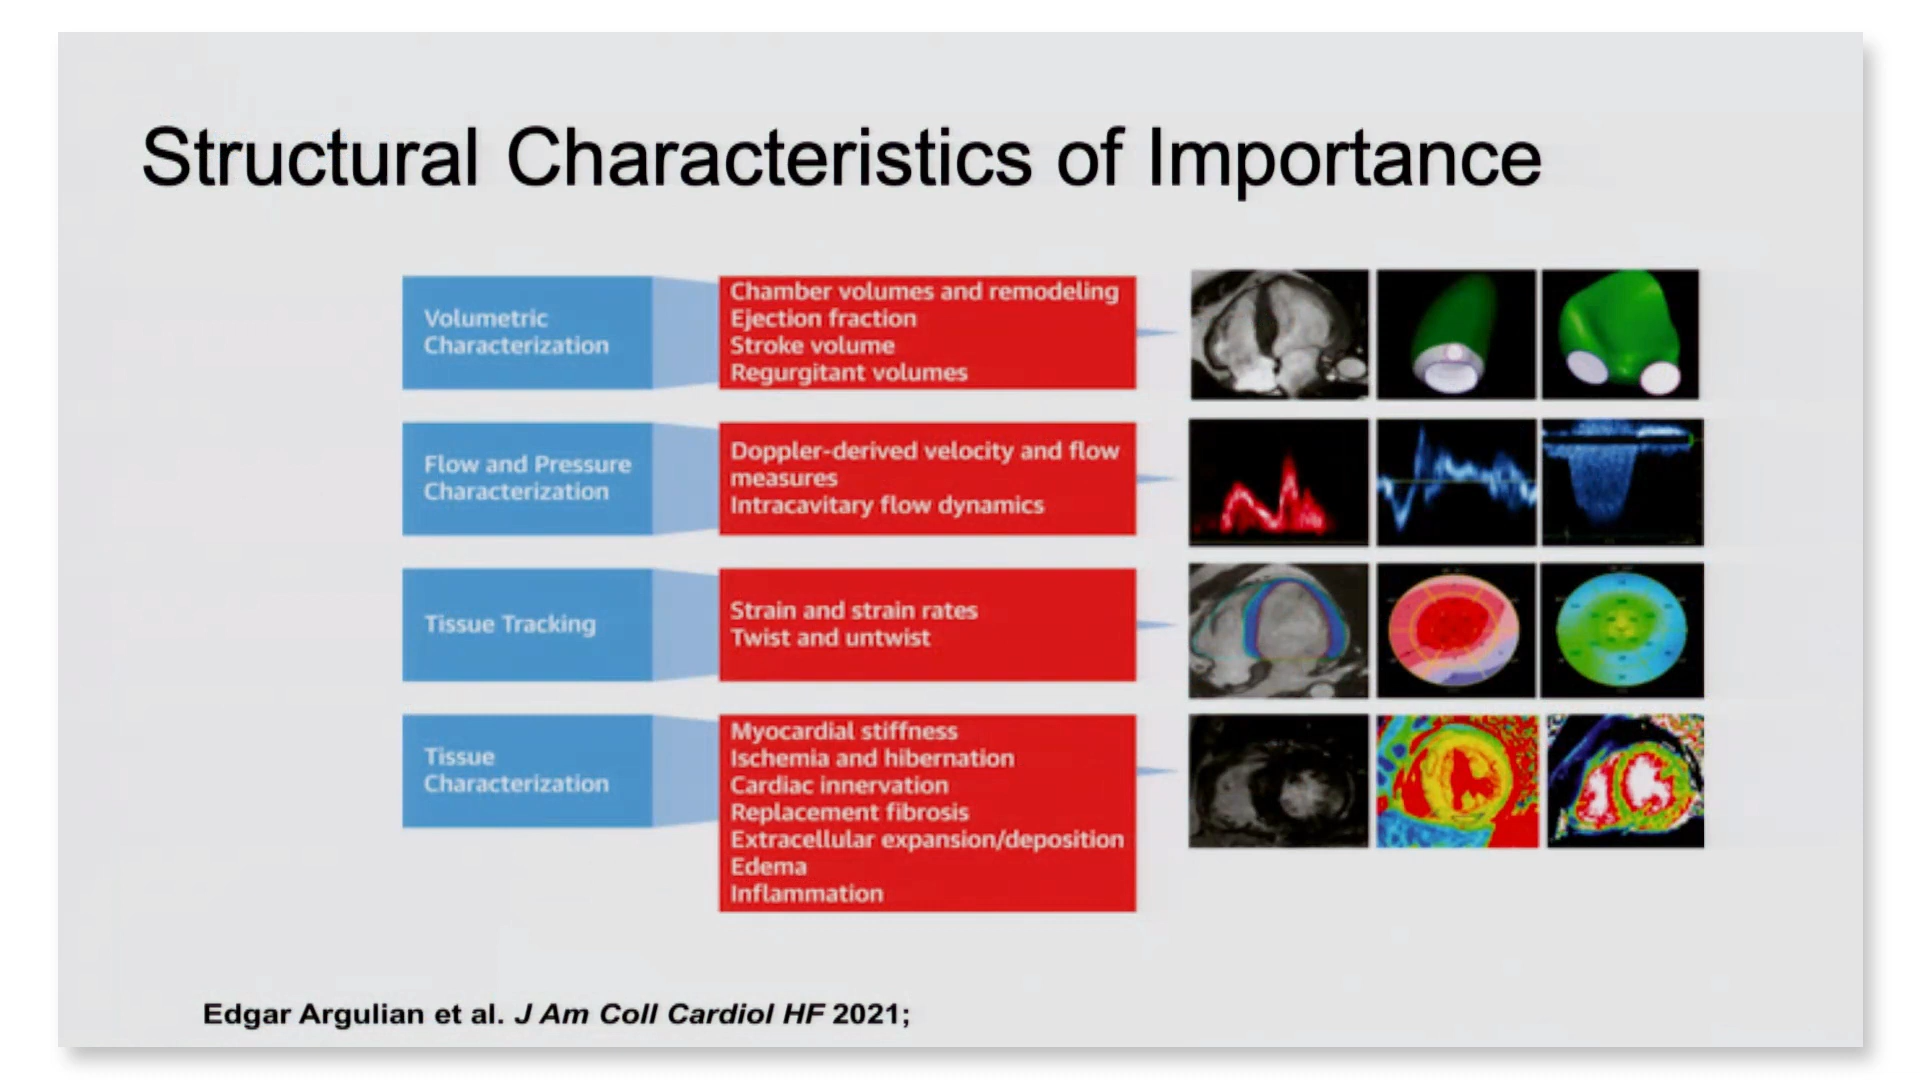 Structural Characteristics of Importance
Volumetric
Characterization
Chamber volumes and remodeling
Ejection fraction
Stroke volume
Regurgitant volumes
Flow and Pressure
Characterization
Doppler-derived velocity and flow
measures
Intracavitary flow dynamics
Tissue Tracking
Strain and strain rates
Twist and untwist
Tissue
Characterization
Myocardial stiffness
Ischemia and hibernation
Cardiac innervation
Replacement fibrosis
Extracellular expansion/deposition
Edema
Inflammation
Edgar Argulian et al. J Am Coll Cardiol HF 2021;